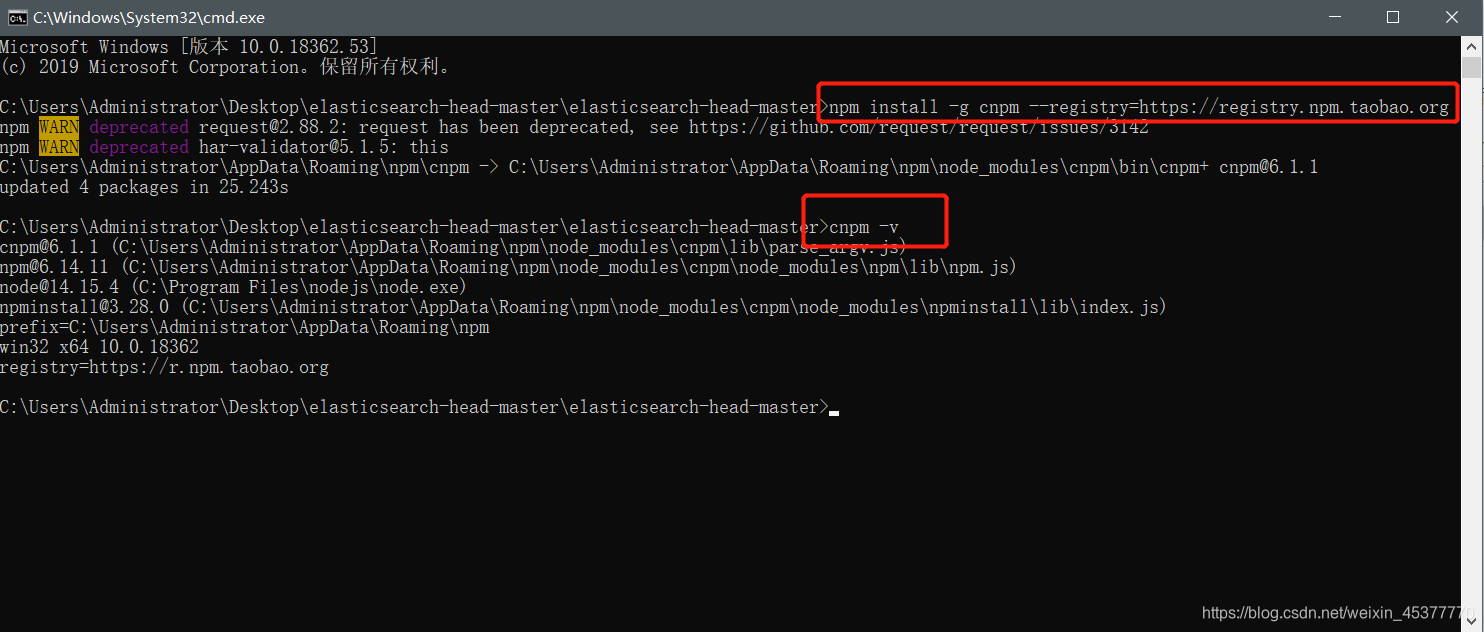 C:\Windows\System32\cmd.exe
Microsoft Windows [版本 10.0.18362.53]
(c) 2019 Microsoft Corporation。保留所有权利。
C:\Users\Administrator\Desktop\elasticsearch-head-master\elasticsearch-head-master>npm install -g cnpm --registry=https://registry.npm.taobao.org
npm WARN deprecated request@2.88.2: request has been deprecated, see https://github.com/request/request/issues/3142
npm WARN deprecated har-validator@5.1.5: this
C:\Users\Administrator\AppData\Roaming\npm\cnpm -> C:\Users\Administrator\AppData\Roaming\npm\node_modules\cnpm\bin\cnpm+ cnpm@6.1.1
updated 4 packages in 25.243s
C:\Users\Administrator\Desktop\elasticsearch-head-master\elasticsearch-head-master>cnpm -v
cnpm@6.1.1 (C:\Users\Administrator\AppData\Roaming\npm\node_modules\cnpm\lib\parse_argv.js)
npm@6.14.11 (C:\Users\Administrator\AppData\Roaming\npm\node_modules\cnpm\node_modules\npm\lib\npm.js)
node@14.15.4 (C:\Program Files\nodejs\node.exe)
npminstall@3.28.0 (C:\Users\Administrator\AppData\Roaming\npm\node_modules\cnpm\node_modules\npminstall\lib\index.js)
prefix=C:\Users\Administrator\AppData\Roaming\npm
win32 x64 10.0.18362
registry=https://r.npm.taobao.org
C:\Users\Administrator\Desktop\elasticsearch-head-master\elasticsearch-head-master>
https://blog.csdn.net/weixin_45377770